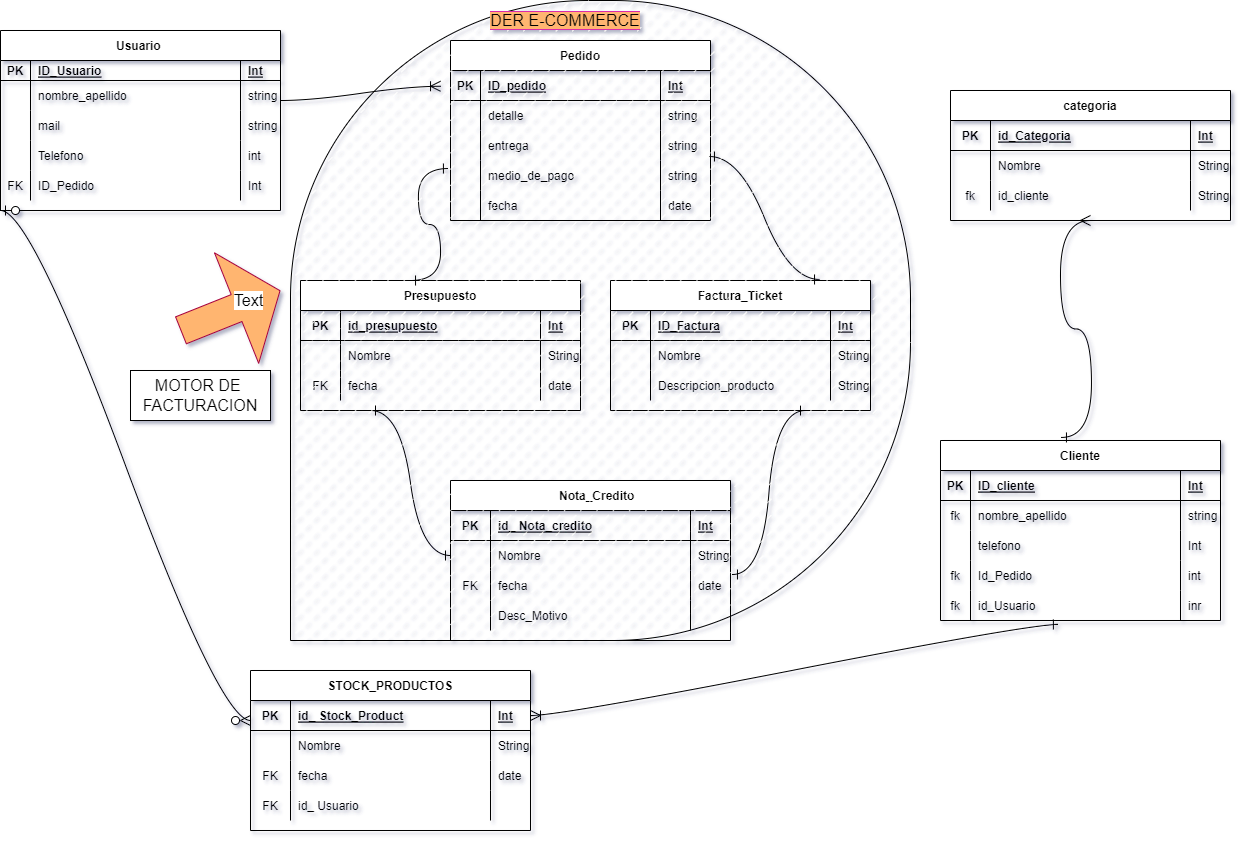 DER E-COMMERCE
Usuario
PK ID_Usuario Int
nombre_apellido string
mail string
Telefono int
FK ID_Pedido Int
Pedido
PK ID_pedido Int
detalle string
entrega string
medio_de_pago string
fecha date
categoria
PK id_Categoria Int
Nombre String
fk id_cliente String
Text
MOTOR DE
FACTURACION
Presupuesto
PK id_presupuesto Int
Nombre String
FK fecha date
Factura_Ticket
PK ID_Factura Int
Nombre String
Descripcion_producto String
Nota_Credito
PK id_ Nota_credito Int
Nombre String
FK fecha date
Desc_Motivo
Cliente
PK ID_cliente Int
fk nombre_apellido string
telefono Int
fk Id_Pedido int
fk id_Usuario inr
STOCK_PRODUCTOS
PK id_ Stock_Product Int
Nombre String
FK fecha date
FK id_ Usuario